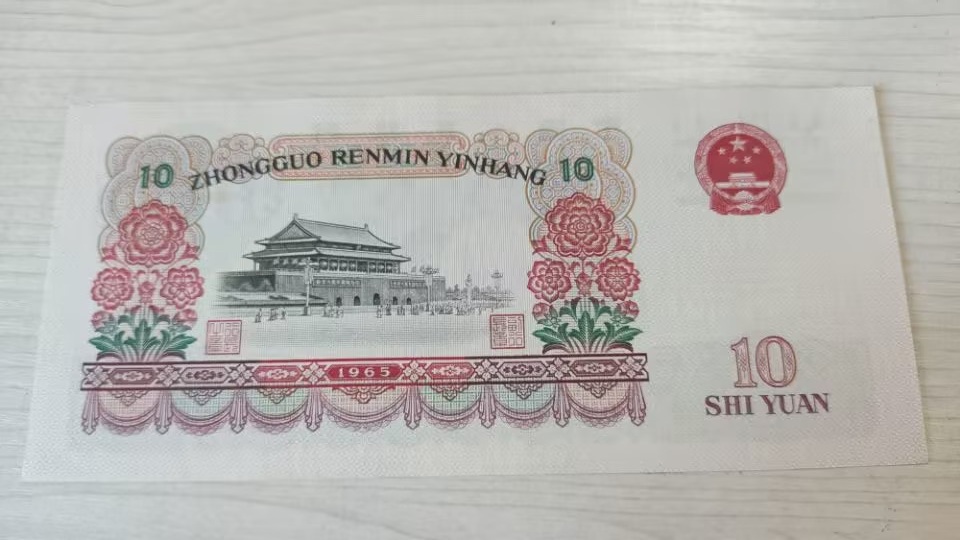 10 ZHONGGUO RENMIN YINHANG 10
1965
10
SHI YUAN